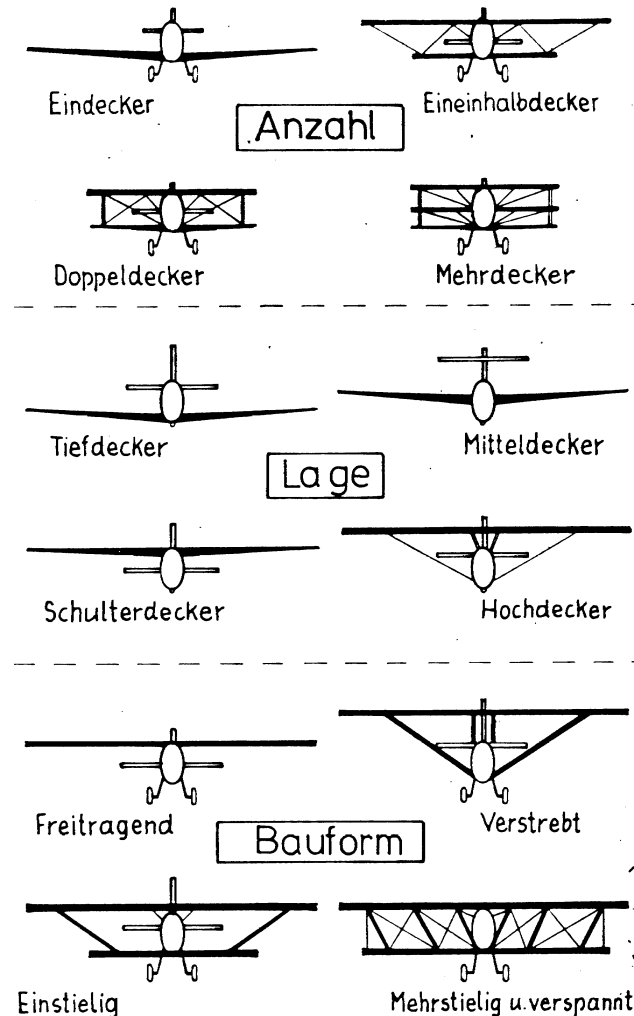 Eindecker
Eineinhalbdecker
Anzahl
Doppeldecker
Mehrdecker
Tiefdecker
Mitteldecker
Lage
Schulterdecker
Hochdecker
Freitragend
Verstrebt
Bauform
Einstielig
Mehrstielig u. verspannt